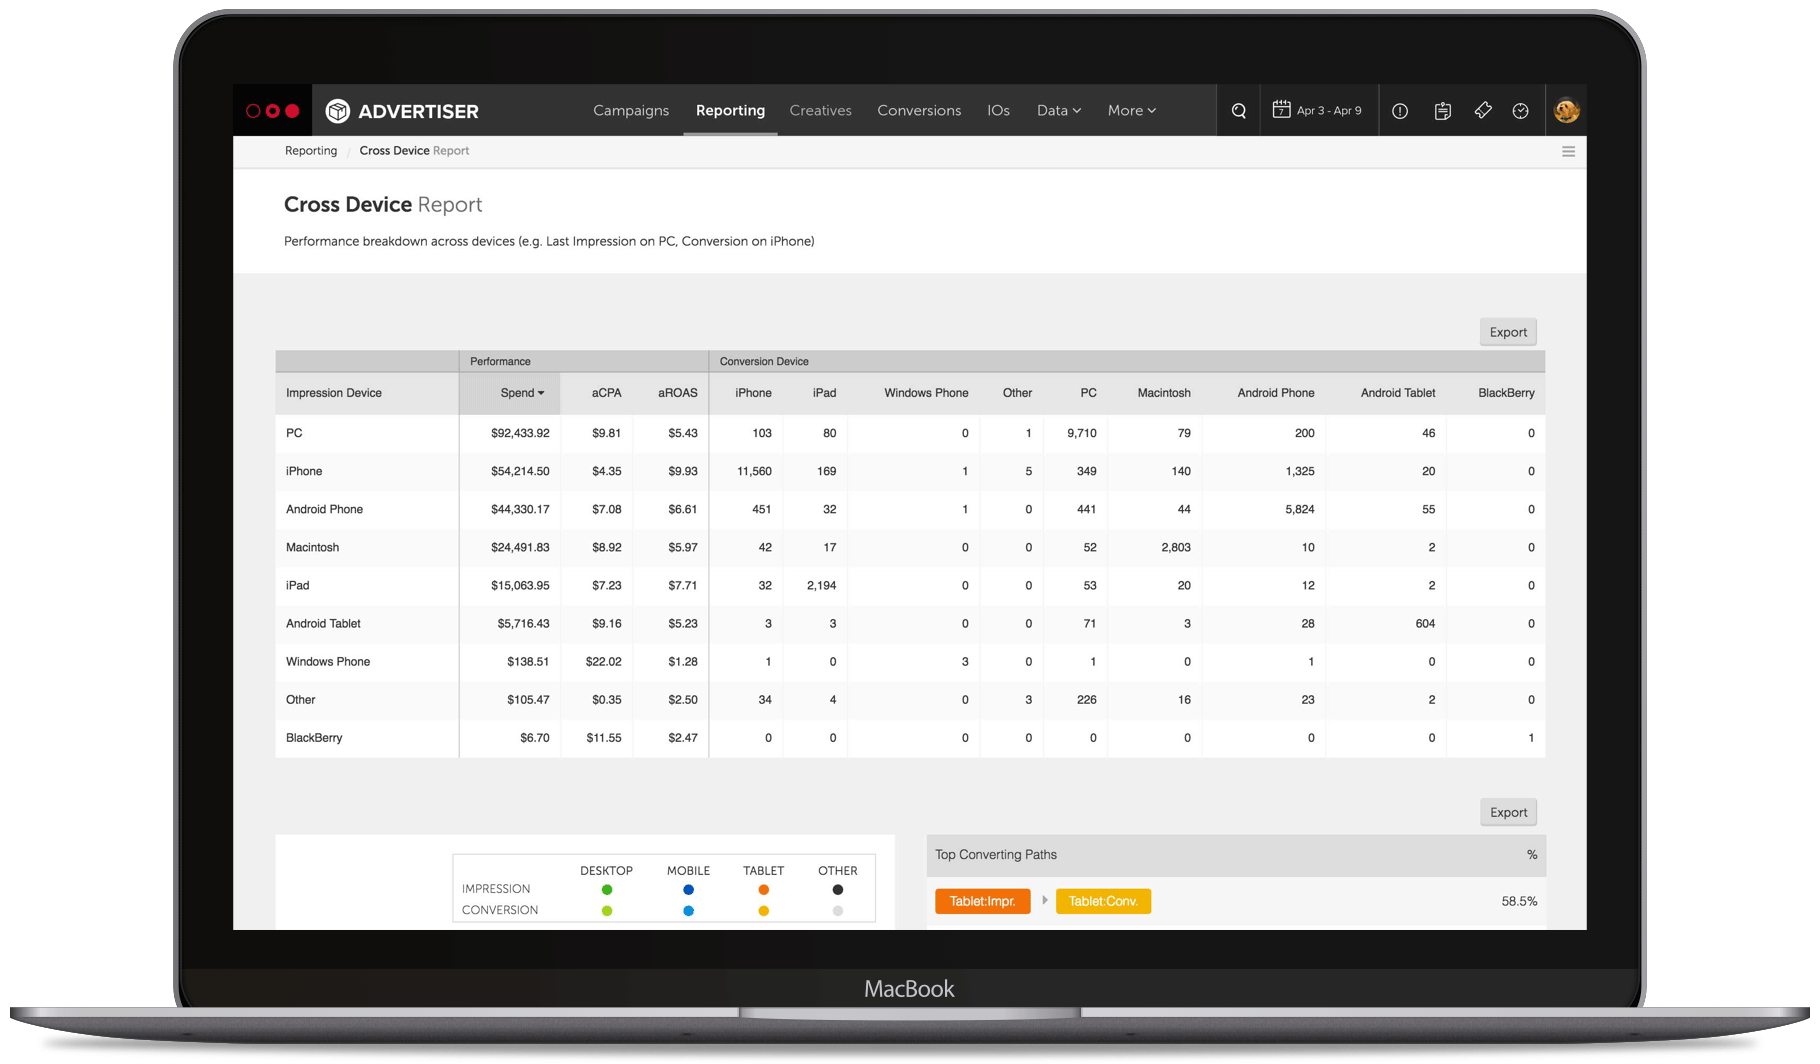 ADVERTISER Campaigns Reporting Creatives Conversions IOs Data More 7 Apr 3 - Apr 9
Reporting / Cross Device Report
Cross Device Report
Performance breakdown across devices (e.g. Last Impression on PC, Conversion on iPhone)
Export
Performance Conversion Device
Impression Device Spend aCPA aROAS iPhone iPad Windows Phone Other PC Macintosh Android Phone Android Tablet BlackBerry
PC $92,433.92 $9.81 $5.43 103 80 0 1 9,710 79 200 46 0
iPhone $54,214.50 $4.35 $9.93 11,560 169 1 5 349 140 1,325 20 0
Android Phone $44,330.17 $7.08 $6.61 451 32 1 0 441 44 5,824 55 0
Macintosh $24,491.83 $8.92 $5.97 42 17 0 0 52 2,803 10 2 0
iPad $15,063.95 $7.23 $7.71 32 2,194 0 0 53 20 12 2 0
Android Tablet $5,716.43 $9.16 $5.23 3 3 0 0 71 3 28 604 0
Windows Phone $138.51 $22.02 $1.28 1 0 3 0 1 0 1 0 0
Other $105.47 $0.35 $2.50 34 4 0 3 226 16 23 2 0
BlackBerry $6.70 $11.55 $2.47 0 0 0 0 0 0 0 0 1
Export
DESKTOP MOBILE TABLET OTHER
IMPRESSION
CONVERSION
Top Converting Paths %
Tablet:Impr. Tablet:Conv. 58.5%
MacBook